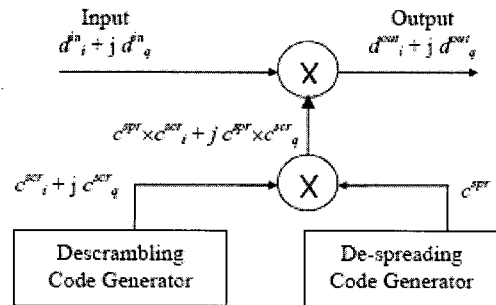 Input Output
d^in_i + j d^in_q d^out_i + j d^out_q
X
c^spr×c^scr_i + j c^spr×c^scr_q
c^scr_i + j c^scr_q X c^spr
Descrambling De-spreading
Code Generator Code Generator